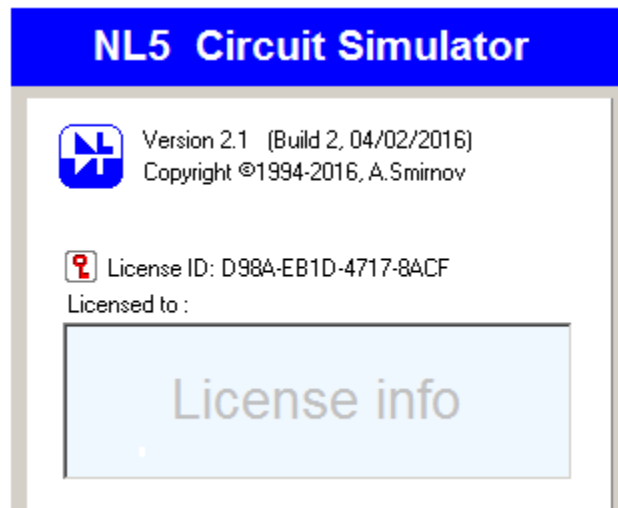 NL5 Circuit Simulator
Version 2.1 (Build 2, 04/02/2016)
Copyright ©1994-2016, A.Smirnov
License ID: D98A-EB1D-4717-8ACF
Licensed to :
License info